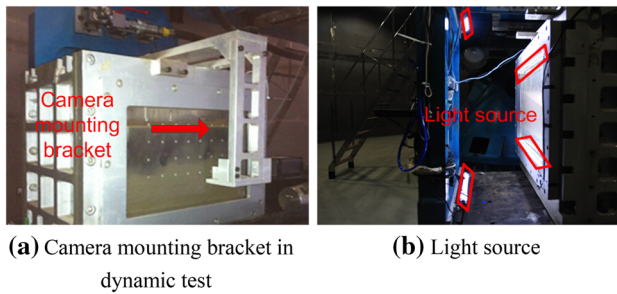 Camera
mounting
bracket
Light source
(a) Camera mounting bracket in
dynamic test
(b) Light source